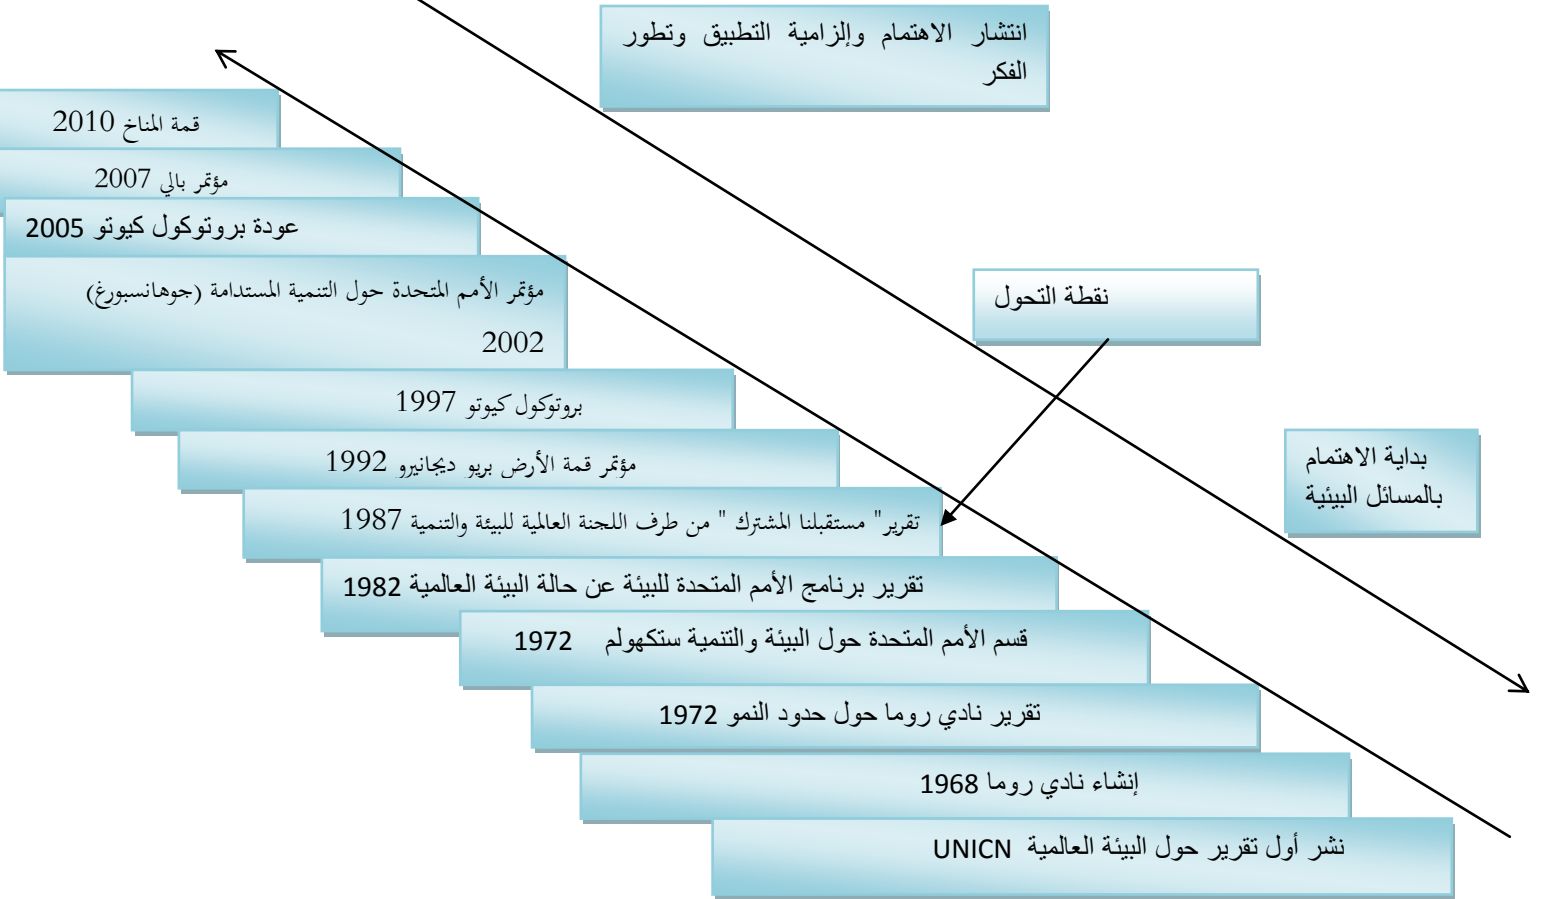 انتشار الاهتمام وإلزامية التطبيق وتطور
الفكر
قمة المناخ 2010
مؤتمر بالي 2007
عودة بروتوكول كيوتو 2005
مؤتمر الأمم المتحدة حول التنمية المستدامة (جوهانسبورغ)
2002
نقطة التحول
بروتوكول كيوتو 1997
مؤتمر قمة الأرض بريو ديجانيرو 1992
بداية الاهتمام
بالمسائل البيئية
تقرير" مستقبلنا المشترك " من طرف اللجنة العالمية للبيئة والتنمية 1987
تقرير برنامج الأمم المتحدة للبيئة عن حالة البيئة العالمية 1982
قسم الأمم المتحدة حول البيئة والتنمية ستكهولم 1972
تقرير نادي روما حول حدود النمو 1972
إنشاء نادي روما 1968
نشر أول تقرير حول البيئة العالمية UNICN